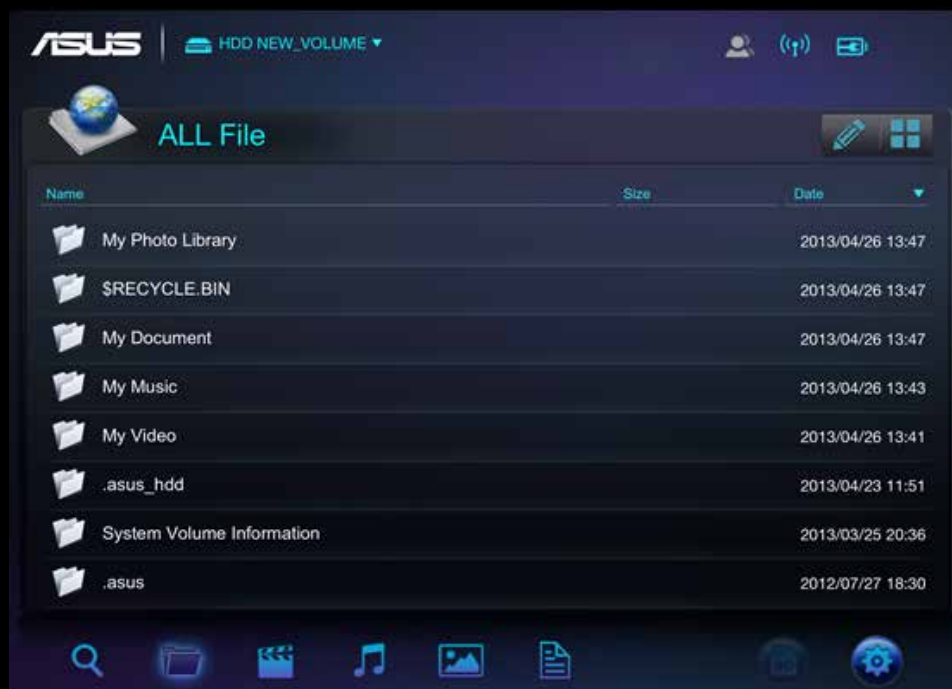 ASUS HDD NEW_VOLUME
ALL File
Name Size Date
My Photo Library 2013/04/26 13:47
$RECYCLE.BIN 2013/04/26 13:47
My Document 2013/04/26 13:47
My Music 2013/04/26 13:43
My Video 2013/04/26 13:41
.asus_hdd 2013/04/23 11:51
System Volume Information 2013/03/25 20:36
.asus 2012/07/27 18:30